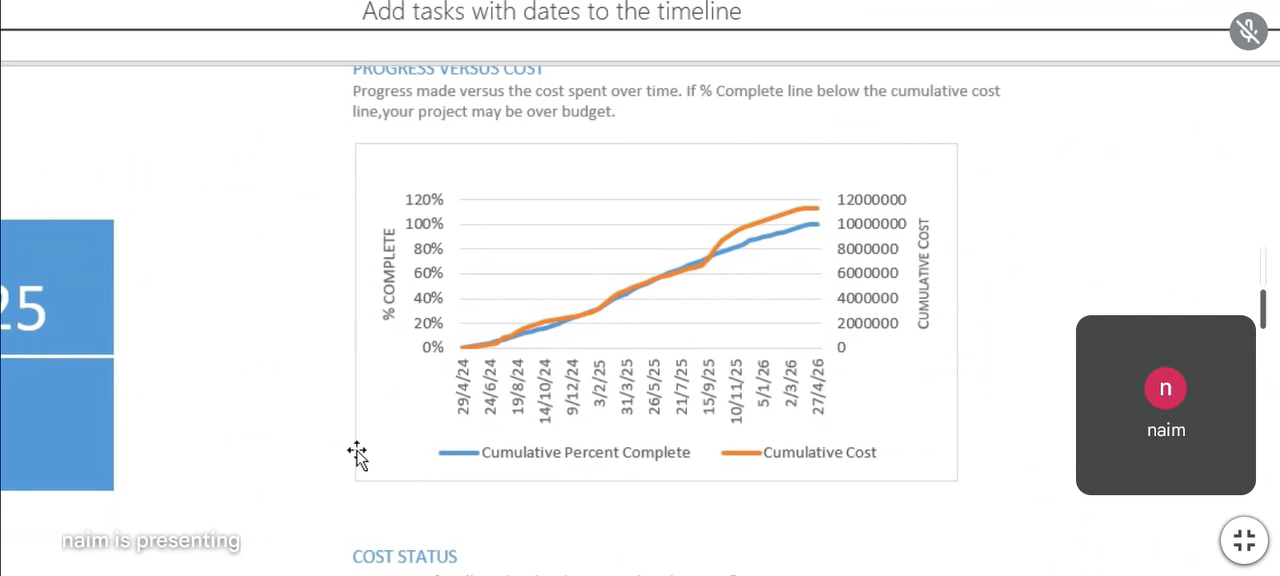 Add tasks with dates to the timeline
PROGRESS VERSUS COST
Progress made versus the cost spent over time. If % Complete line below the cumulative cost
line,your project may be over budget.
120%
100%
80%
60%
40%
20%
0%
% COMPLETE
12000000
10000000
8000000
6000000
4000000
2000000
0
CUMULATIVE COST
29/4/24
24/6/24
19/8/24
14/10/24
9/12/24
3/2/25
31/3/25
26/5/25
21/7/25
15/9/25
10/11/25
5/1/26
2/3/26
27/4/26
Cumulative Percent Complete
Cumulative Cost
25
n
naim
naim is presenting
COST STATUS